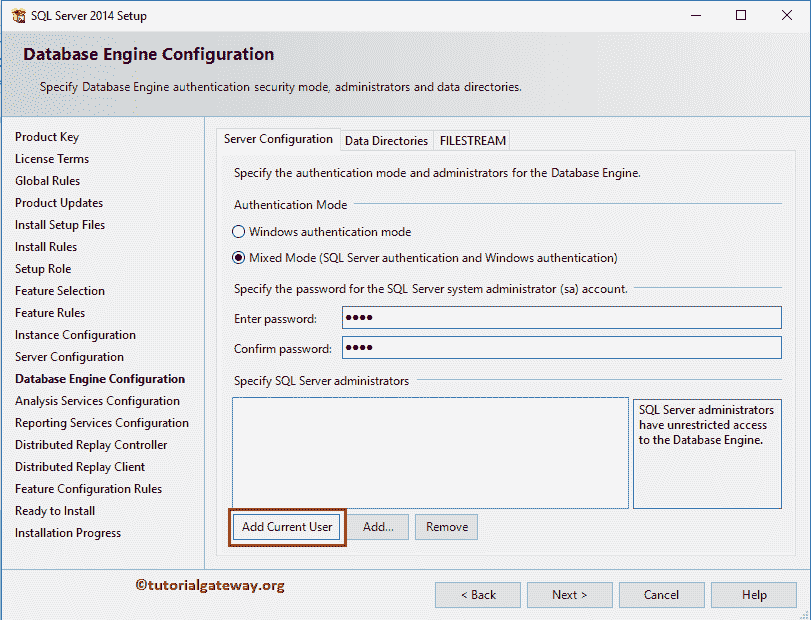 SQL Server 2014 Setup
Database Engine Configuration
Specify Database Engine authentication security mode, administrators and data directories.
Product Key
License Terms
Global Rules
Product Updates
Install Setup Files
Install Rules
Setup Role
Feature Selection
Feature Rules
Instance Configuration
Server Configuration
Database Engine Configuration
Analysis Services Configuration
Reporting Services Configuration
Distributed Replay Controller
Distributed Replay Client
Feature Configuration Rules
Ready to Install
Installation Progress
Server Configuration Data Directories FILESTREAM
Specify the authentication mode and administrators for the Database Engine.
Authentication Mode
Windows authentication mode
Mixed Mode (SQL Server authentication and Windows authentication)
Specify the password for the SQL Server system administrator (sa) account.
Enter password: ●●●●
Confirm password: ●●●●
Specify SQL Server administrators
SQL Server administrators
have unrestricted access
to the Database Engine.
Add Current User Add... Remove
©tutorialgateway.org
< Back Next > Cancel Help